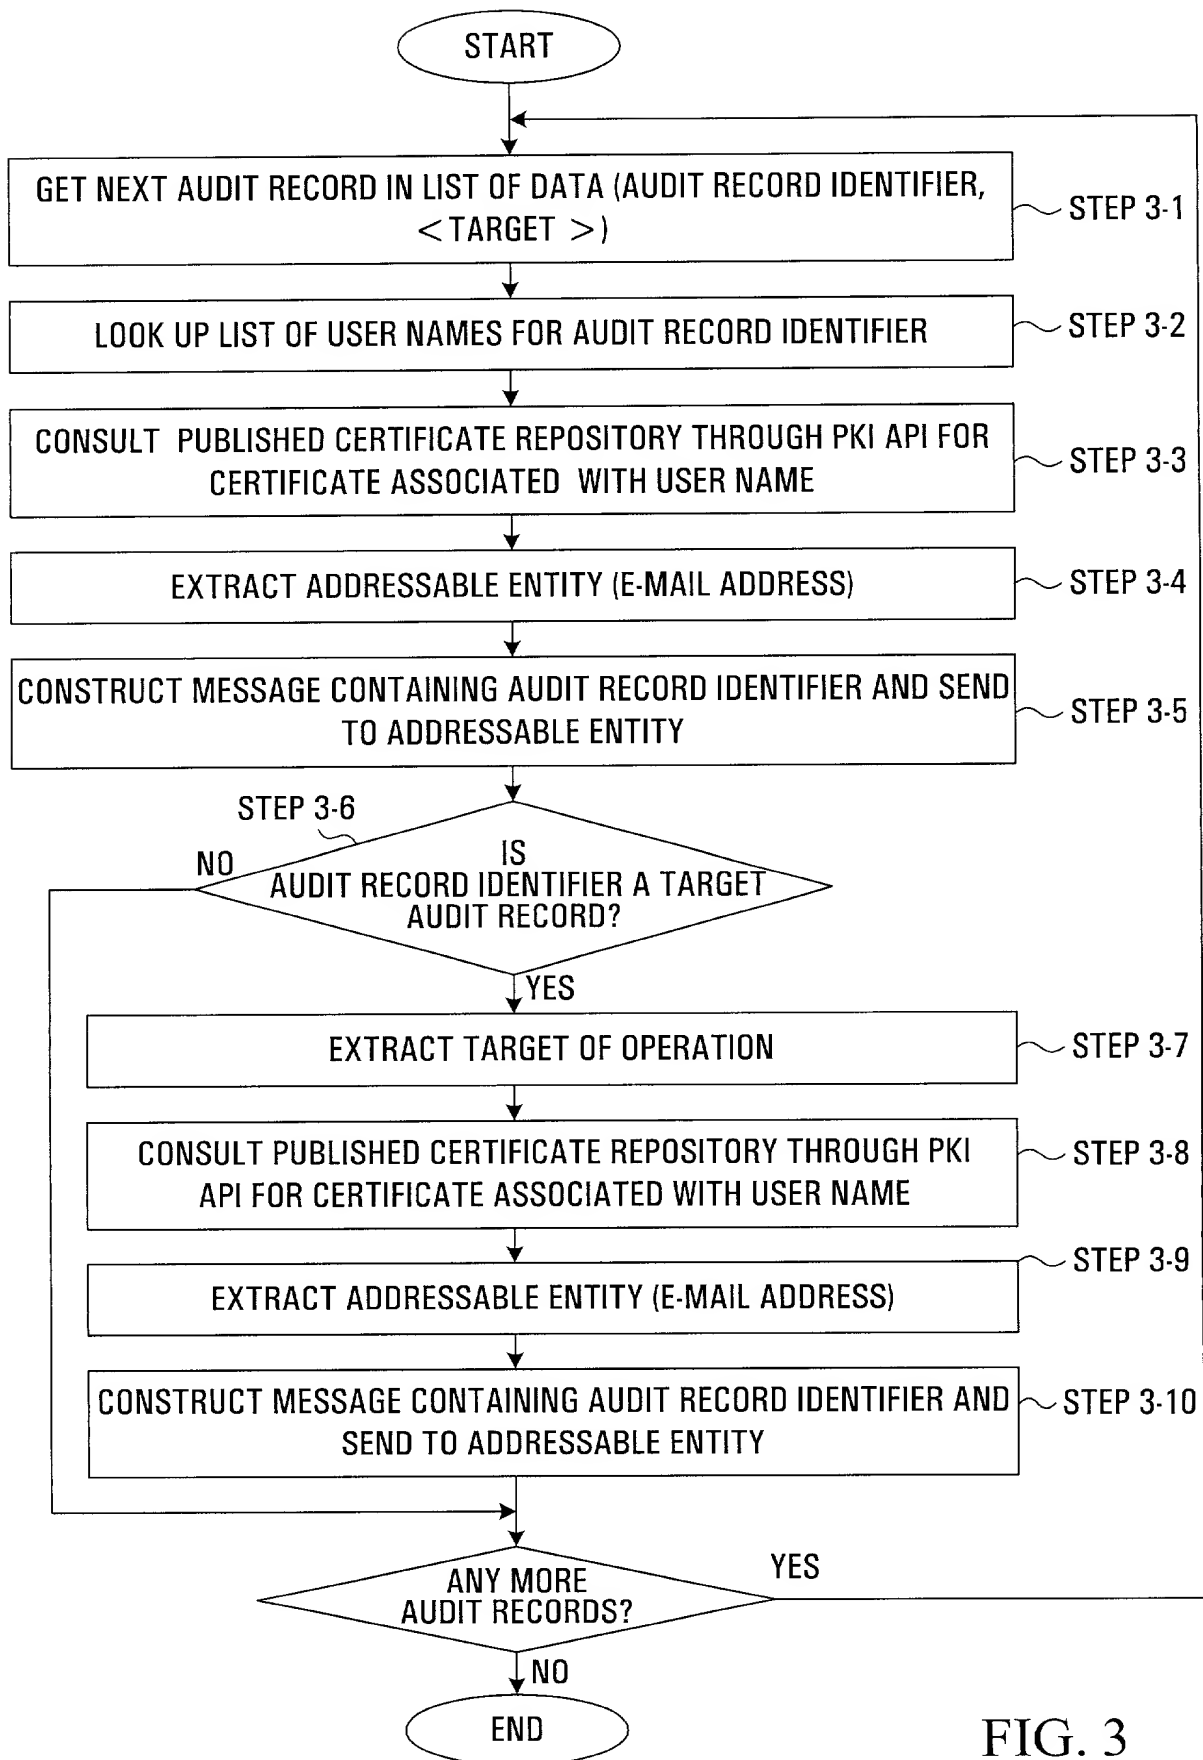 START
GET NEXT AUDIT RECORD IN LIST OF DATA (AUDIT RECORD IDENTIFIER,
< TARGET >)
STEP 3-1
LOOK UP LIST OF USER NAMES FOR AUDIT RECORD IDENTIFIER
STEP 3-2
CONSULT PUBLISHED CERTIFICATE REPOSITORY THROUGH PKI API FOR
CERTIFICATE ASSOCIATED WITH USER NAME
STEP 3-3
EXTRACT ADDRESSABLE ENTITY (E-MAIL ADDRESS)
STEP 3-4
CONSTRUCT MESSAGE CONTAINING AUDIT RECORD IDENTIFIER AND SEND
TO ADDRESSABLE ENTITY
STEP 3-5
STEP 3-6
NO
IS
AUDIT RECORD IDENTIFIER A TARGET
AUDIT RECORD?
YES
EXTRACT TARGET OF OPERATION
STEP 3-7
CONSULT PUBLISHED CERTIFICATE REPOSITORY THROUGH PKI
API FOR CERTIFICATE ASSOCIATED WITH USER NAME
STEP 3-8
EXTRACT ADDRESSABLE ENTITY (E-MAIL ADDRESS)
STEP 3-9
CONSTRUCT MESSAGE CONTAINING AUDIT RECORD IDENTIFIER AND
SEND TO ADDRESSABLE ENTITY
STEP 3-10
ANY MORE
AUDIT RECORDS?
YES
NO
END
FIG. 3